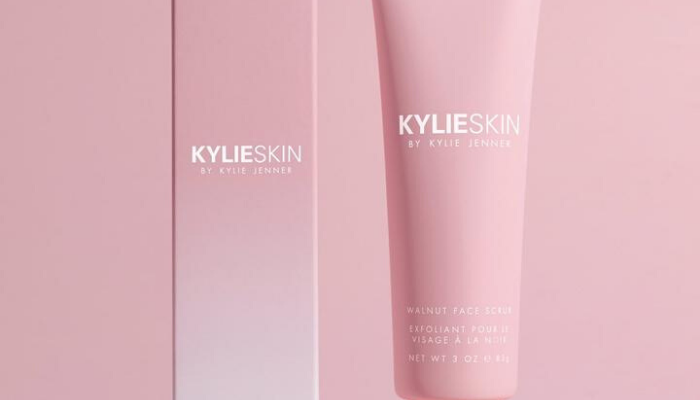 KYLIESKIN
BY KYLIE JENNER
KYLIESKIN
BY KYLIE JENNER
WALNUT FACE SCRUB
EXFOLIANT POUR LE
VISAGE À LA NOIX
NET WT 3 OZ